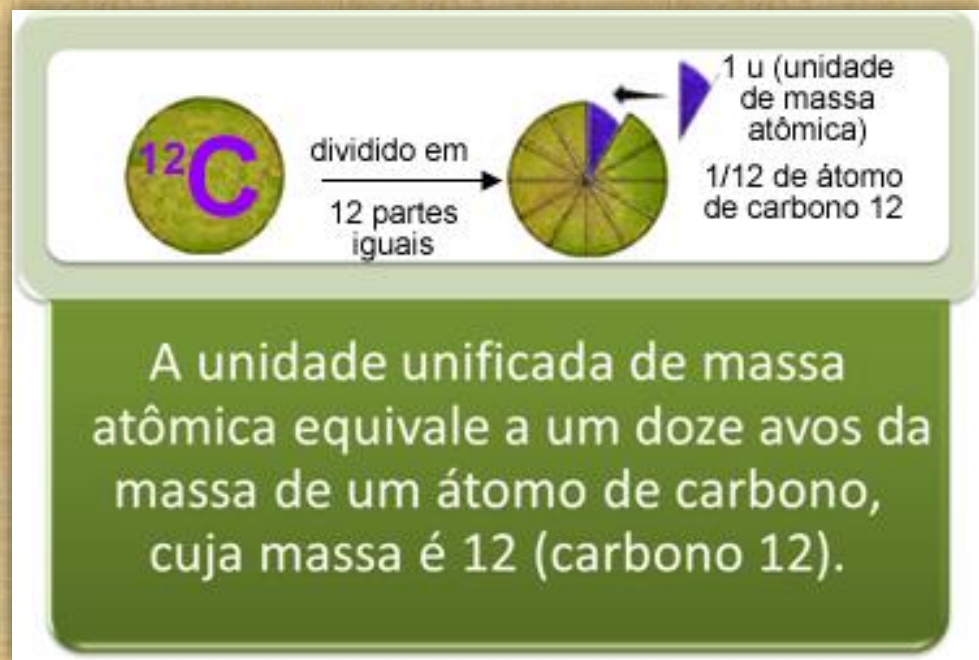 12C
dividido em
12 partes
iguais
1 u (unidade
de massa
atômica)
1/12 de átomo
de carbono 12
A unidade unificada de massa
atômica equivale a um doze avos da
massa de um átomo de carbono,
cuja massa é 12 (carbono 12).